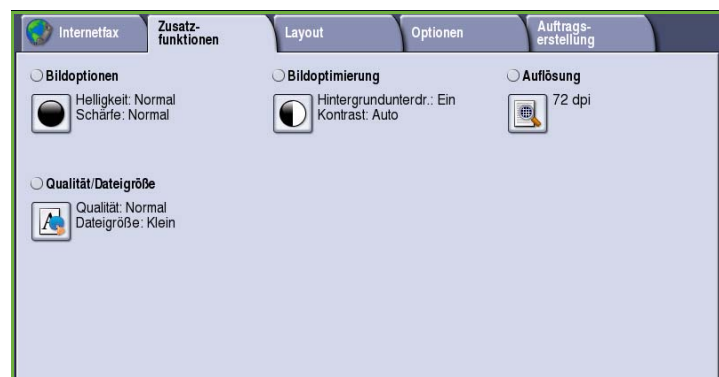 Internetfax
Zusatz-
funktionen
Layout
Optionen
Auftrags-
erstellung
Bildoptionen
Helligkeit: Normal
Schärfe: Normal
Bildoptimierung
Hintergrundunterdr.: Ein
Kontrast: Auto
Auflösung
72 dpi
Qualität/Dateigröße
Qualität: Normal
Dateigröße: Klein